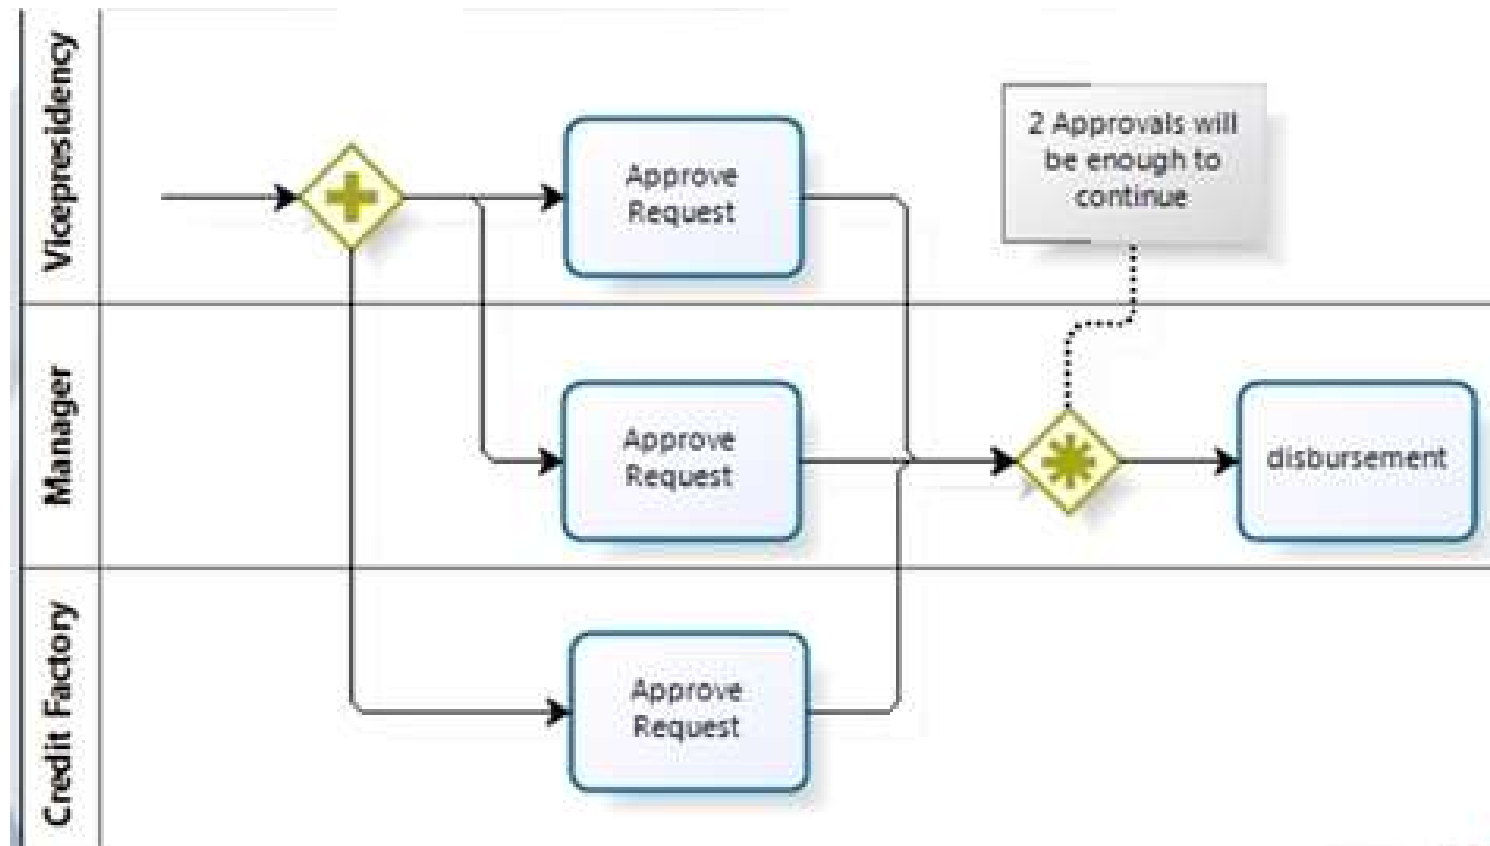 Vicepresidency
Approve
Request
2 Approvals will
be enough to
continue
Manager
Approve
Request
disbursement
Credit Factory
Approve
Request